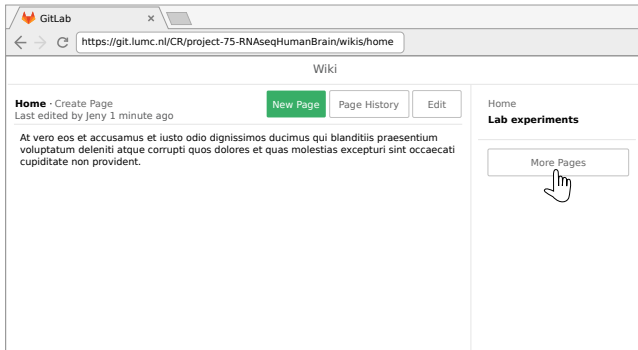 GitLab ×
https://git.lumc.nl/CR/project-75-RNAseqHumanBrain/wikis/home
Wiki
Home · Create Page
Last edited by Jeny 1 minute ago
New Page
Page History
Edit
At vero eos et accusamus et iusto odio dignissimos ducimus qui blanditiis praesentium
voluptatum deleniti atque corrupti quos dolores et quas molestias excepturi sint occaecati
cupiditate non provident.
Home
Lab experiments
More Pages